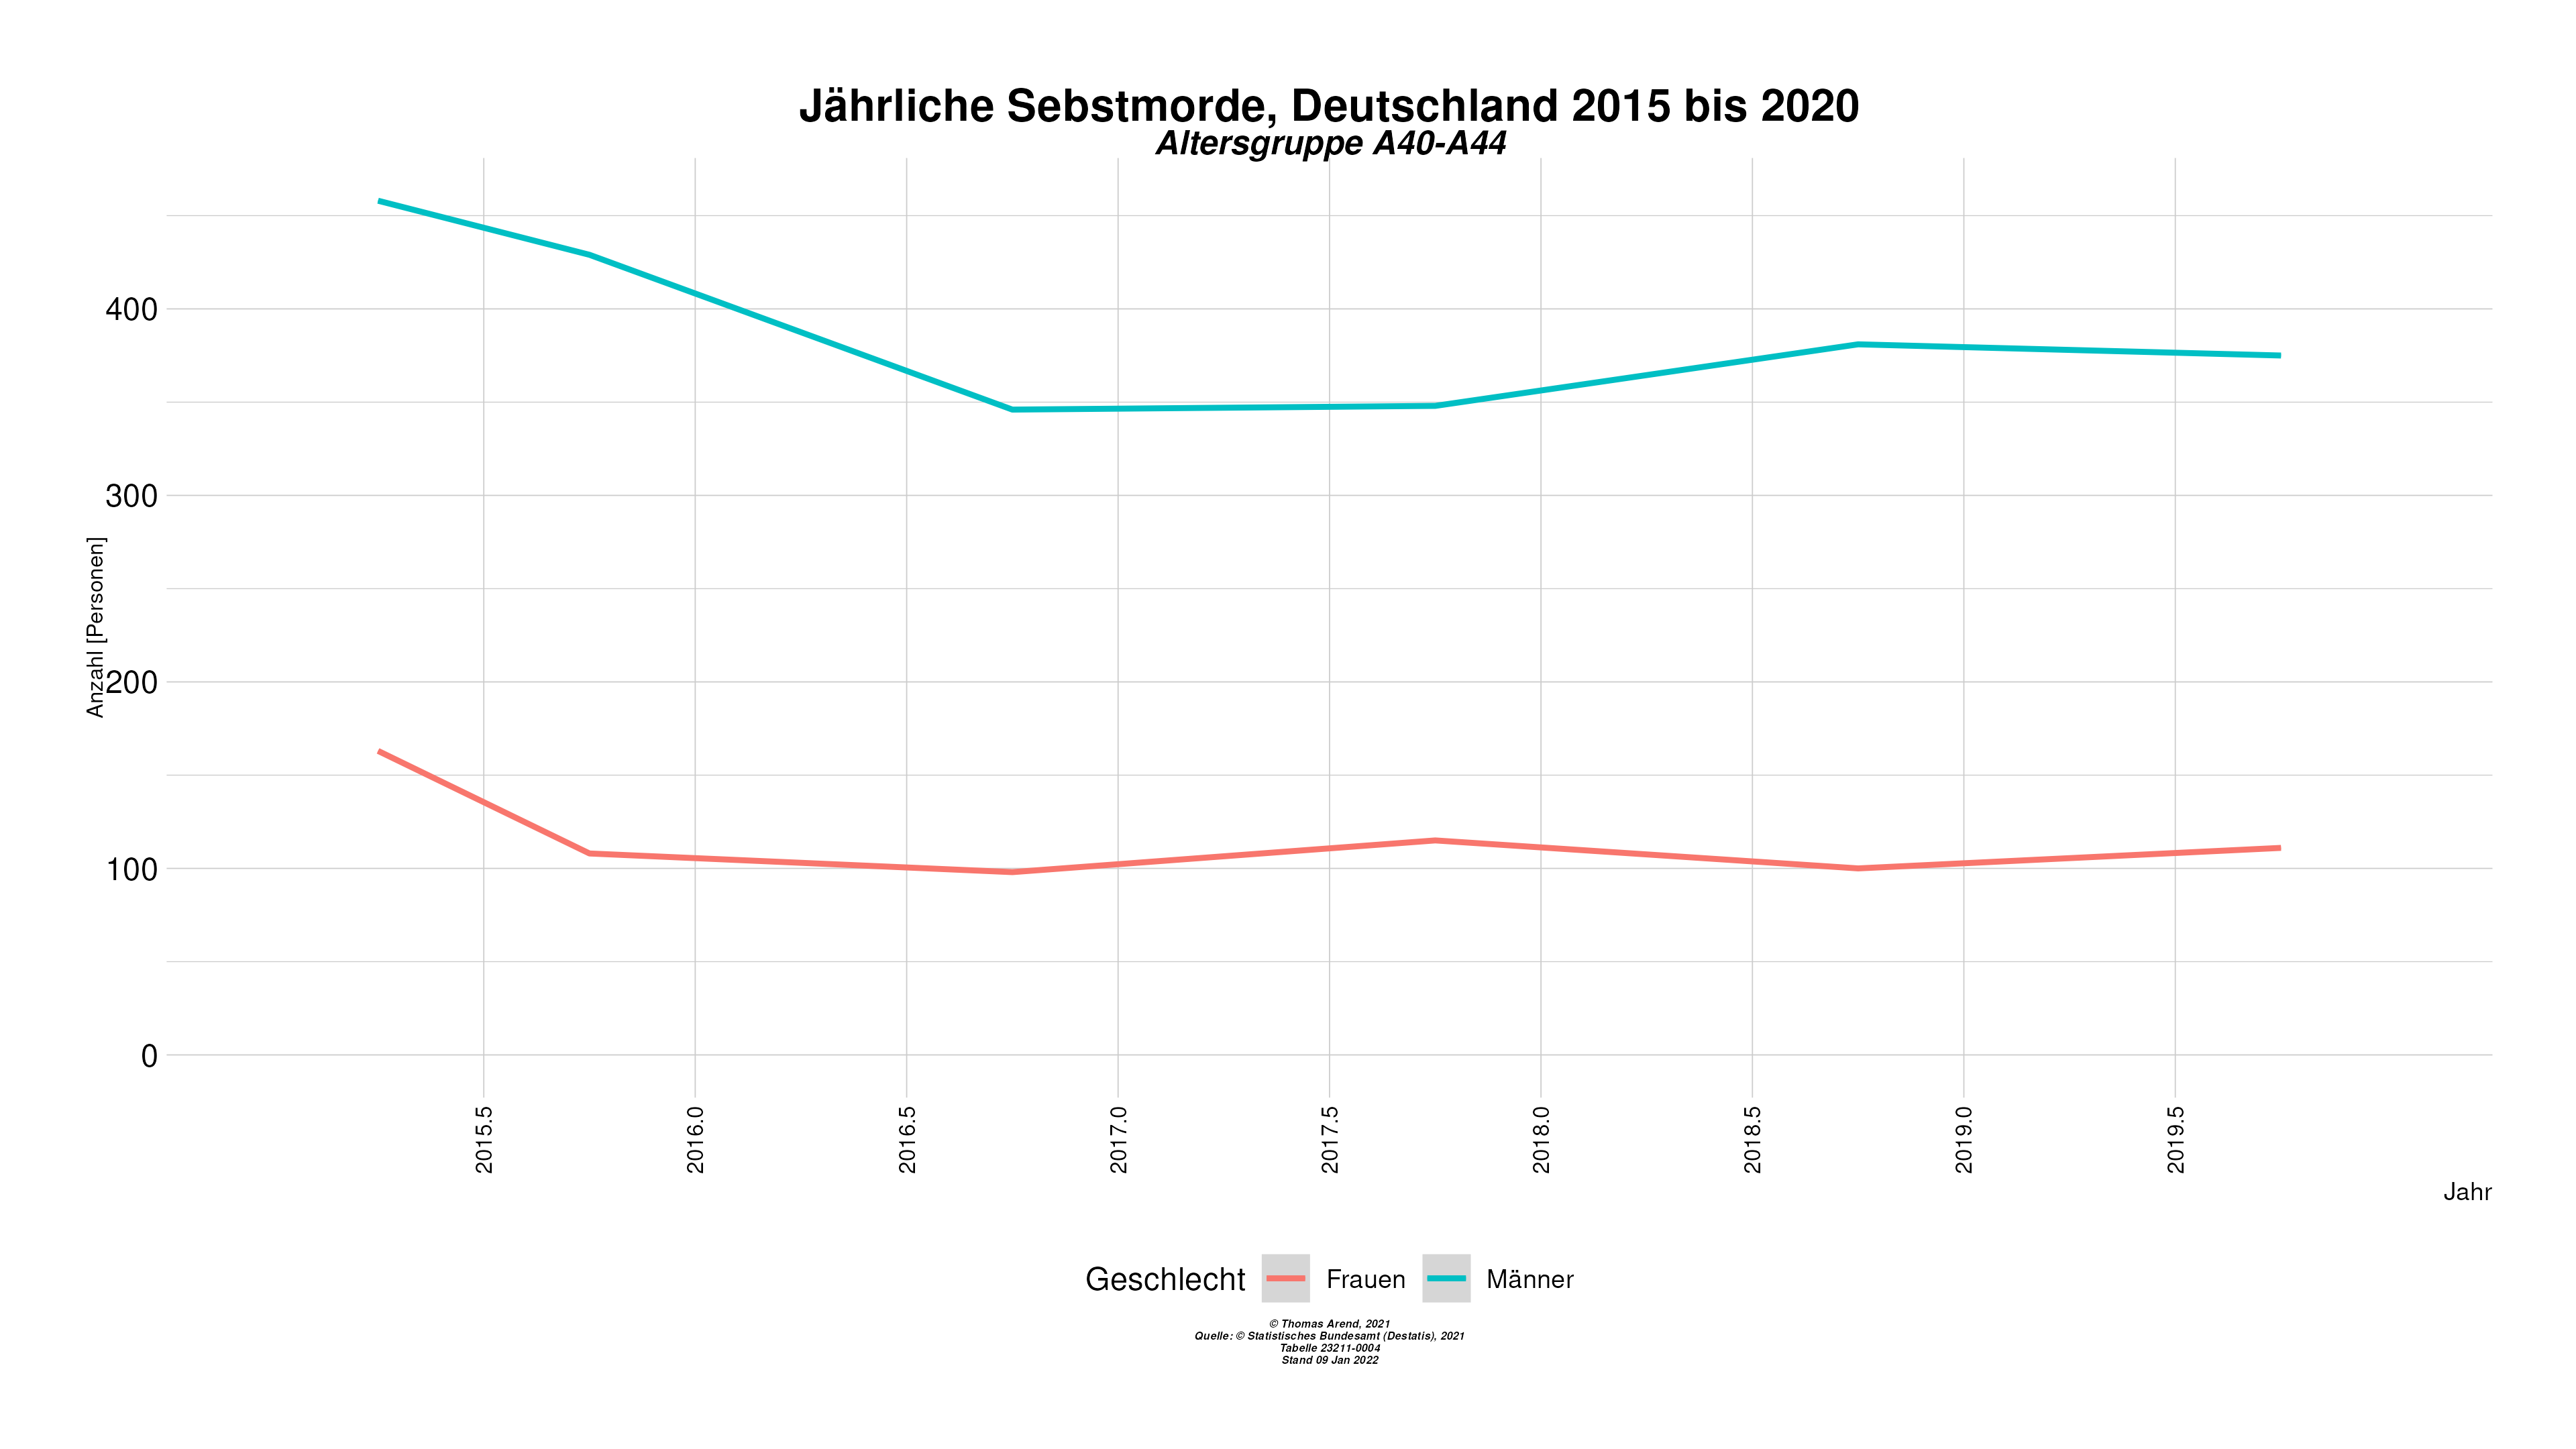 Jährliche Sebstmorde, Deutschland 2015 bis 2020
Altersgruppe A40-A44
Anzahl [Personen]
400
300
200
100
0
2015.5
2016.0
2016.5
2017.0
2017.5
2018.0
2018.5
2019.0
2019.5
Jahr
Geschlecht Frauen Männer
© Thomas Arend, 2021
Quelle: © Statistisches Bundesamt (Destatis), 2021
Tabelle 23211-0004
Stand 09 Jan 2022